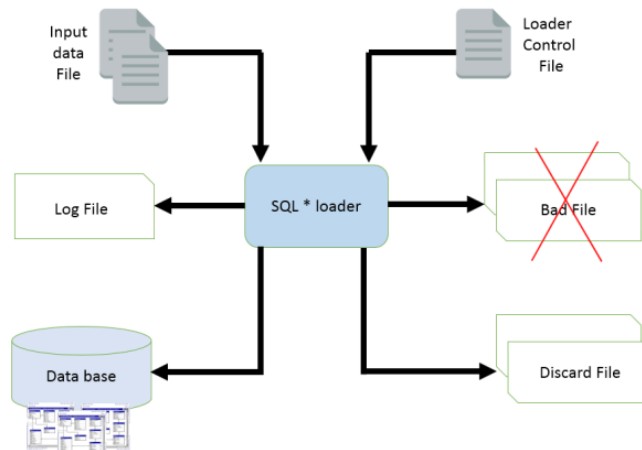 Input
data
File
Loader
Control
File
Log File
SQL * loader
Bad File
Data base
Discard File